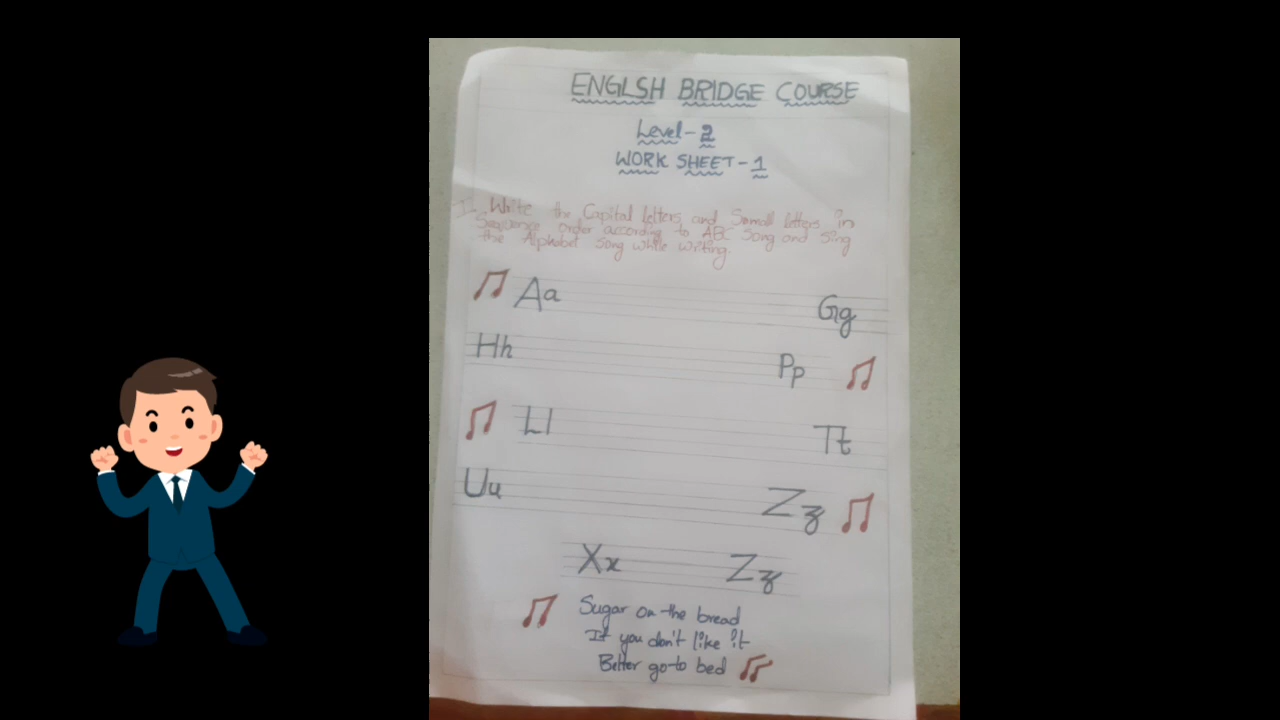 ENGLSH BRIDGE COURSE
Level-2
WORK SHEET-1
I. Write the Capital letters and Small letters in
Sequence order according to ABC Song and Sing
the Alphabet song while writing.
Aa Gg
Hh Pp
Ll Tt
Uu Zz
Xx Zz
Sugar on the bread
If you don't like it
Better go to bed